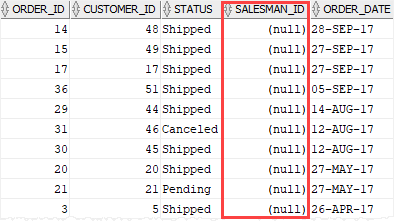 ORDER_ID CUSTOMER_ID STATUS SALESMAN_ID ORDER_DATE
14 48 Shipped (null) 28-SEP-17
15 49 Shipped (null) 27-SEP-17
17 17 Shipped (null) 27-SEP-17
36 51 Shipped (null) 05-SEP-17
29 44 Shipped (null) 14-AUG-17
31 46 Canceled (null) 12-AUG-17
30 45 Shipped (null) 12-AUG-17
20 20 Shipped (null) 27-MAY-17
21 21 Pending (null) 27-MAY-17
3 5 Shipped (null) 26-APR-17